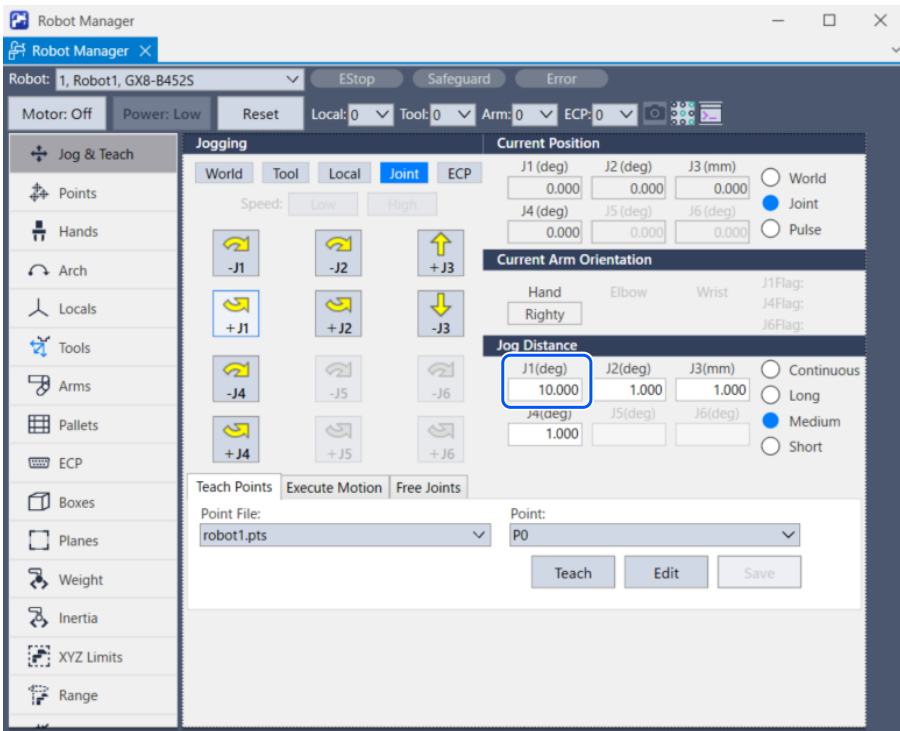 Robot Manager
Robot Manager
Robot: 1, Robot1, GX8-B452S EStop Safeguard Error
Motor: Off Power: Low Reset Local: 0 Tool: 0 Arm: 0 ECP: 0
Jog & Teach
Points
Hands
Arch
Locals
Tools
Arms
Pallets
ECP
Boxes
Planes
Weight
Inertia
XYZ Limits
Range
Jogging
World Tool Local Joint ECP
Speed: Low High
-J1 -J2 +J3
+J1 +J2 -J3
-J4 -J5 -J6
+J4 +J5 +J6
Current Position
J1 (deg) J2 (deg) J3 (mm)
0.000 0.000 0.000
J4 (deg) J5 (deg) J6 (deg)
0.000 0.000 0.000
World
Joint
Pulse
Current Arm Orientation
Hand Elbow Wrist
Righty
J1Flag:
J4Flag:
J6Flag:
Jog Distance
J1(deg) J2(deg) J3(mm)
10.000 1.000 1.000
J4(deg) J5(deg) J6(deg)
1.000
Continuous
Long
Medium
Short
Teach Points Execute Motion Free Joints
Point File: Point:
robot1.pts P0
Teach Edit Save